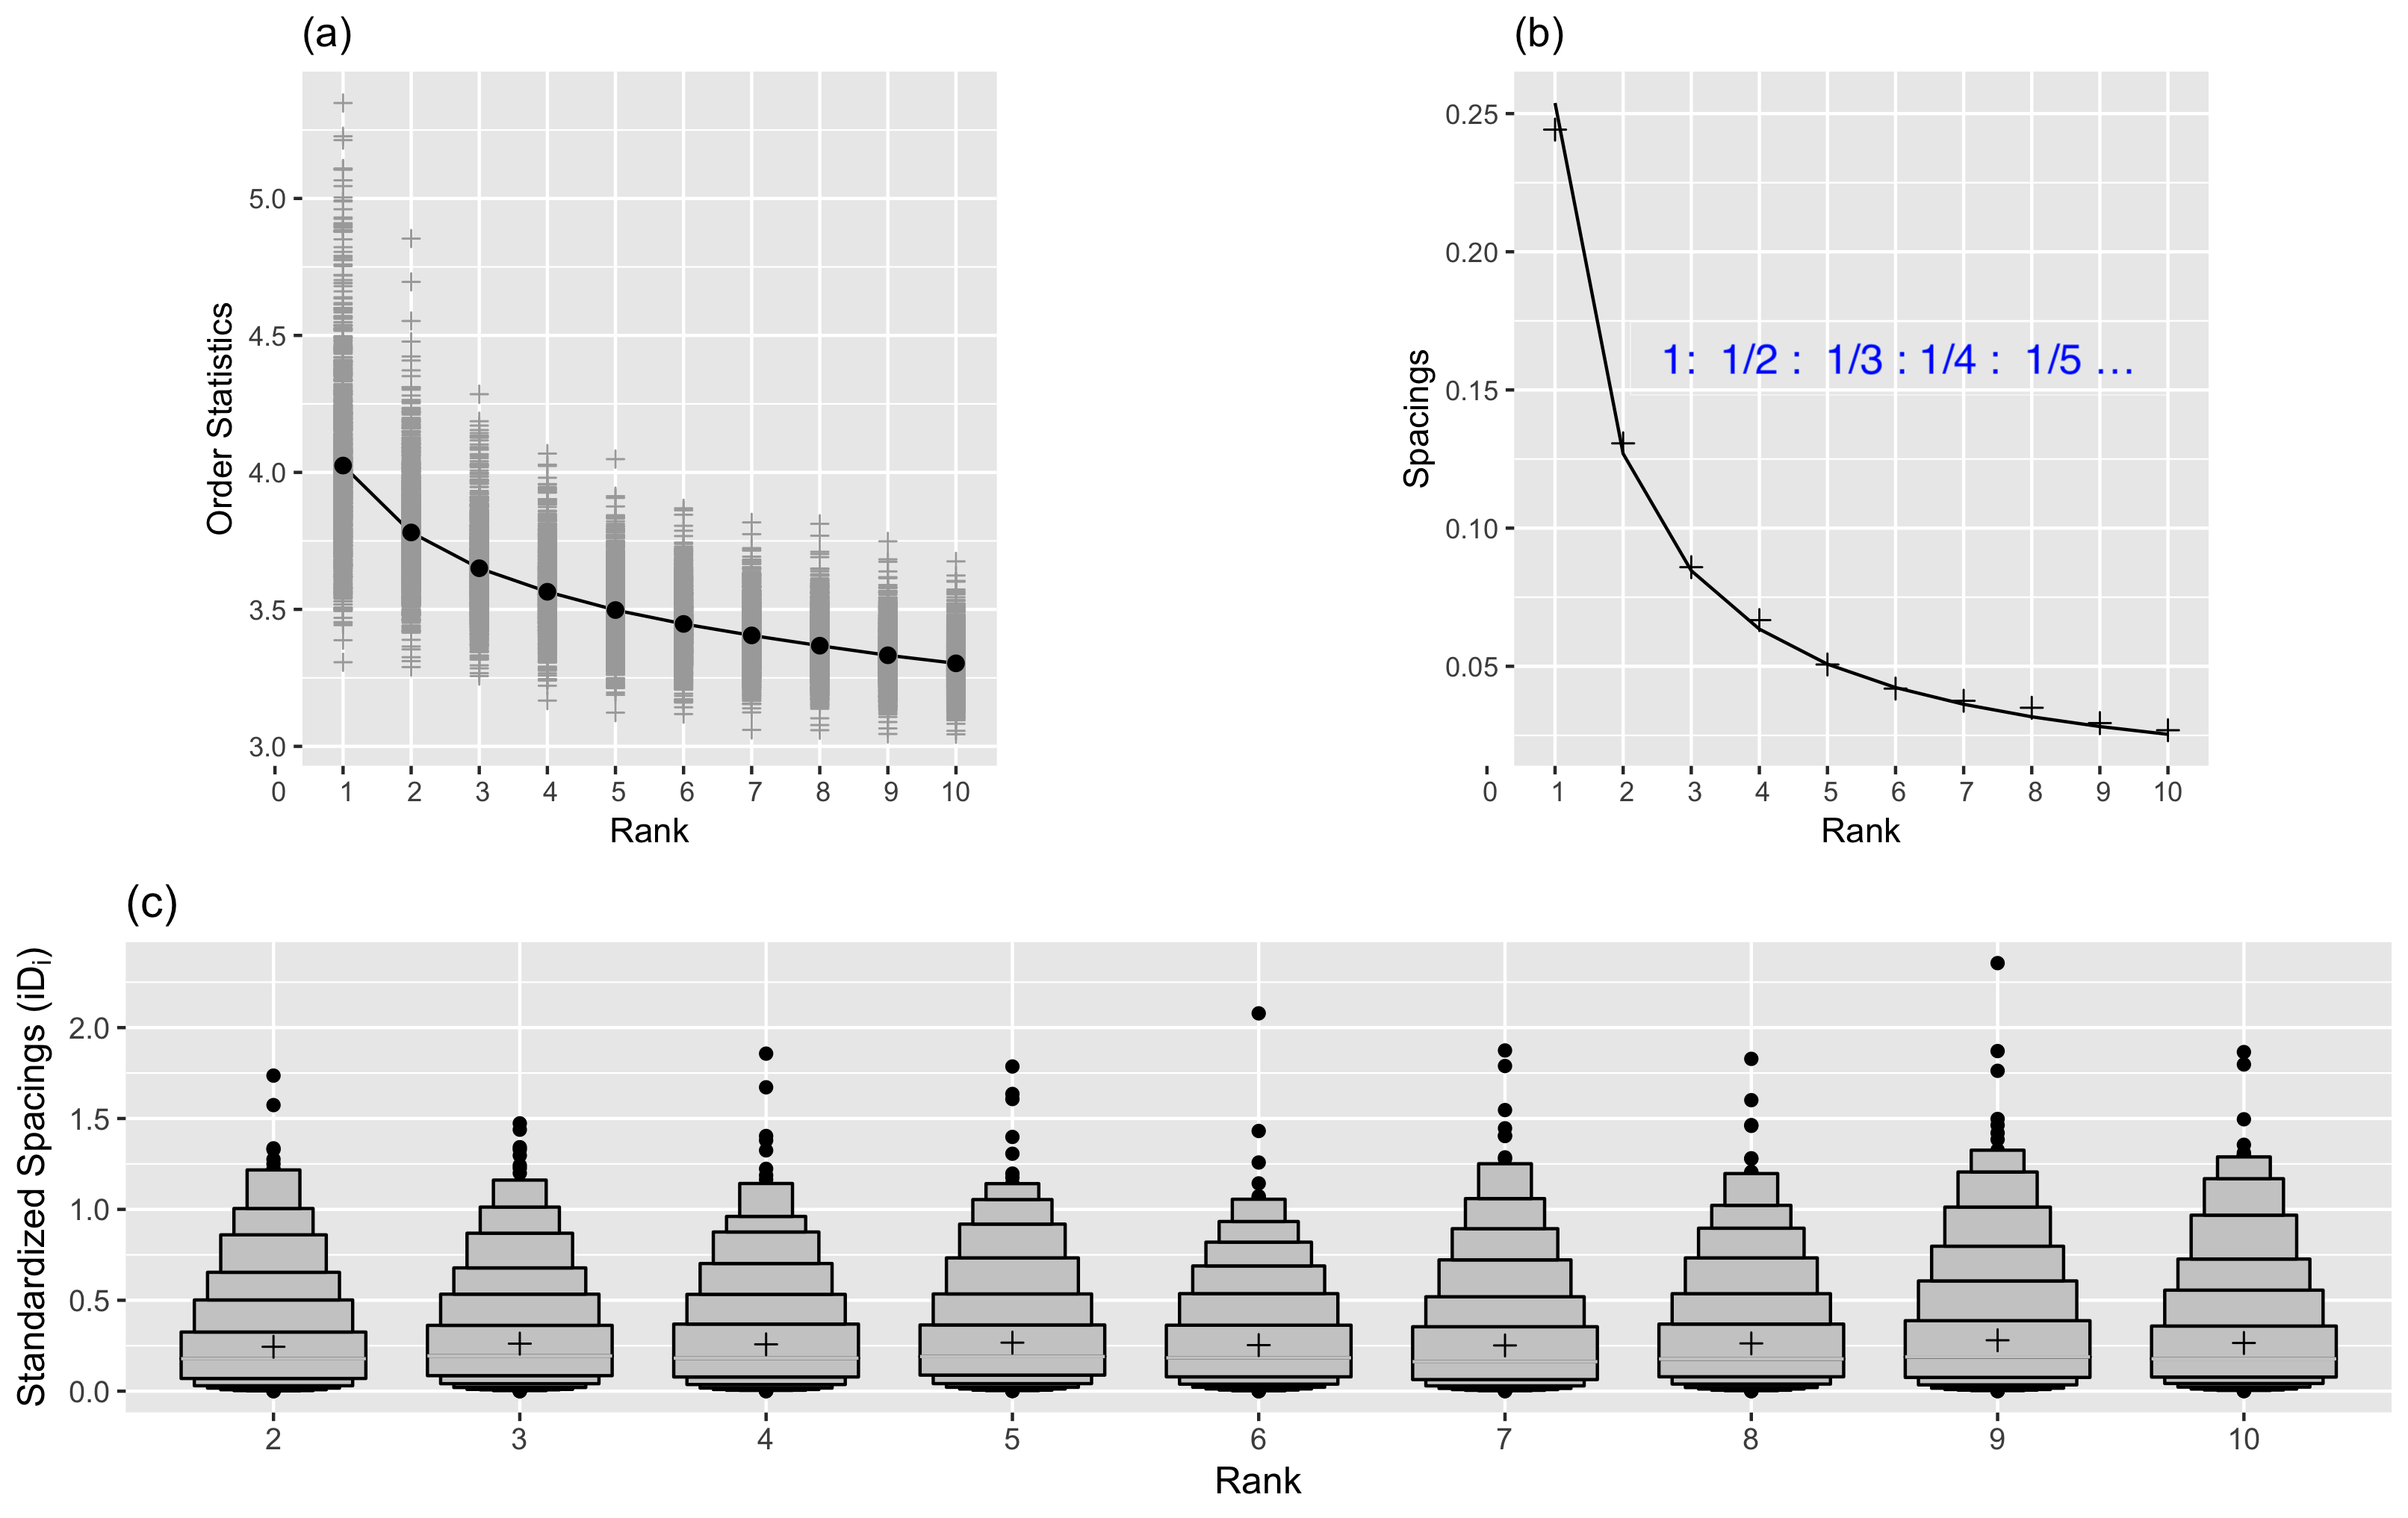 (a)
Order Statistics
5.0
4.5
4.0
3.5
3.0
0 1 2 3 4 5 6 7 8 9 10
Rank
(b)
Spacings
0.25
0.20
0.15
0.10
0.05
1: 1/2 : 1/3 : 1/4 : 1/5 ...
0 1 2 3 4 5 6 7 8 9 10
Rank
(c)
Standardized Spacings (iDᵢ)
2.0
1.5
1.0
0.5
0.0
2 3 4 5 6 7 8 9 10
Rank